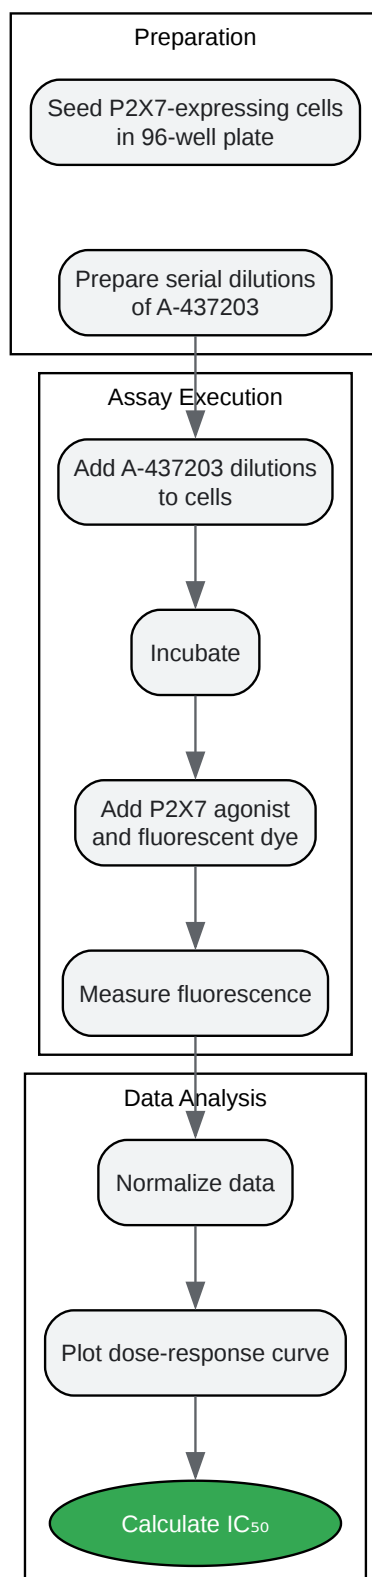 Preparation
Seed P2X7-expressing cells
in 96-well plate
Prepare serial dilutions
of A-437203
Assay Execution
Add A-437203 dilutions
to cells
Incubate
Add P2X7 agonist
and fluorescent dye
Measure fluorescence
Data Analysis
Normalize data
Plot dose-response curve
Calculate IC₅₀